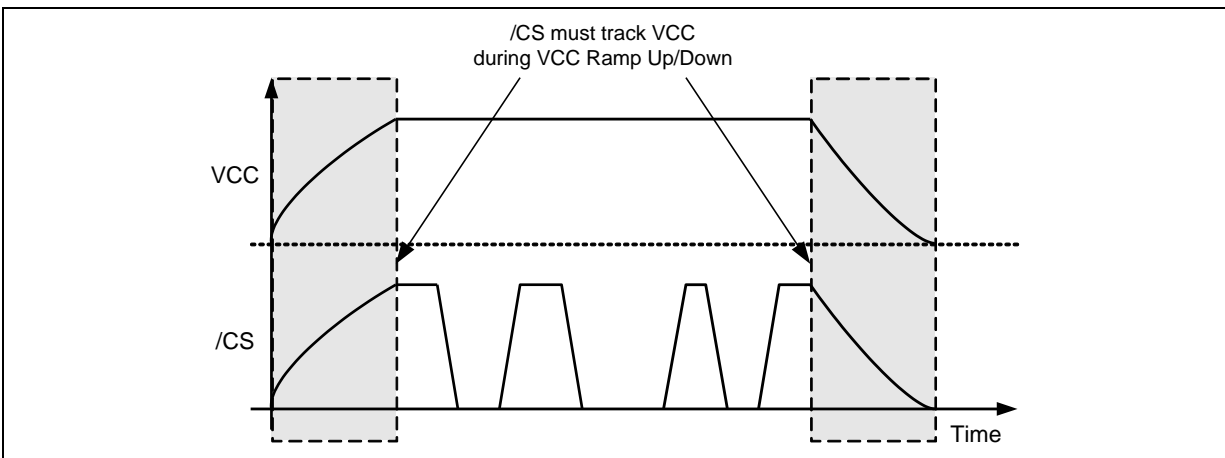 /CS must track VCC
during VCC Ramp Up/Down
VCC
/CS
Time